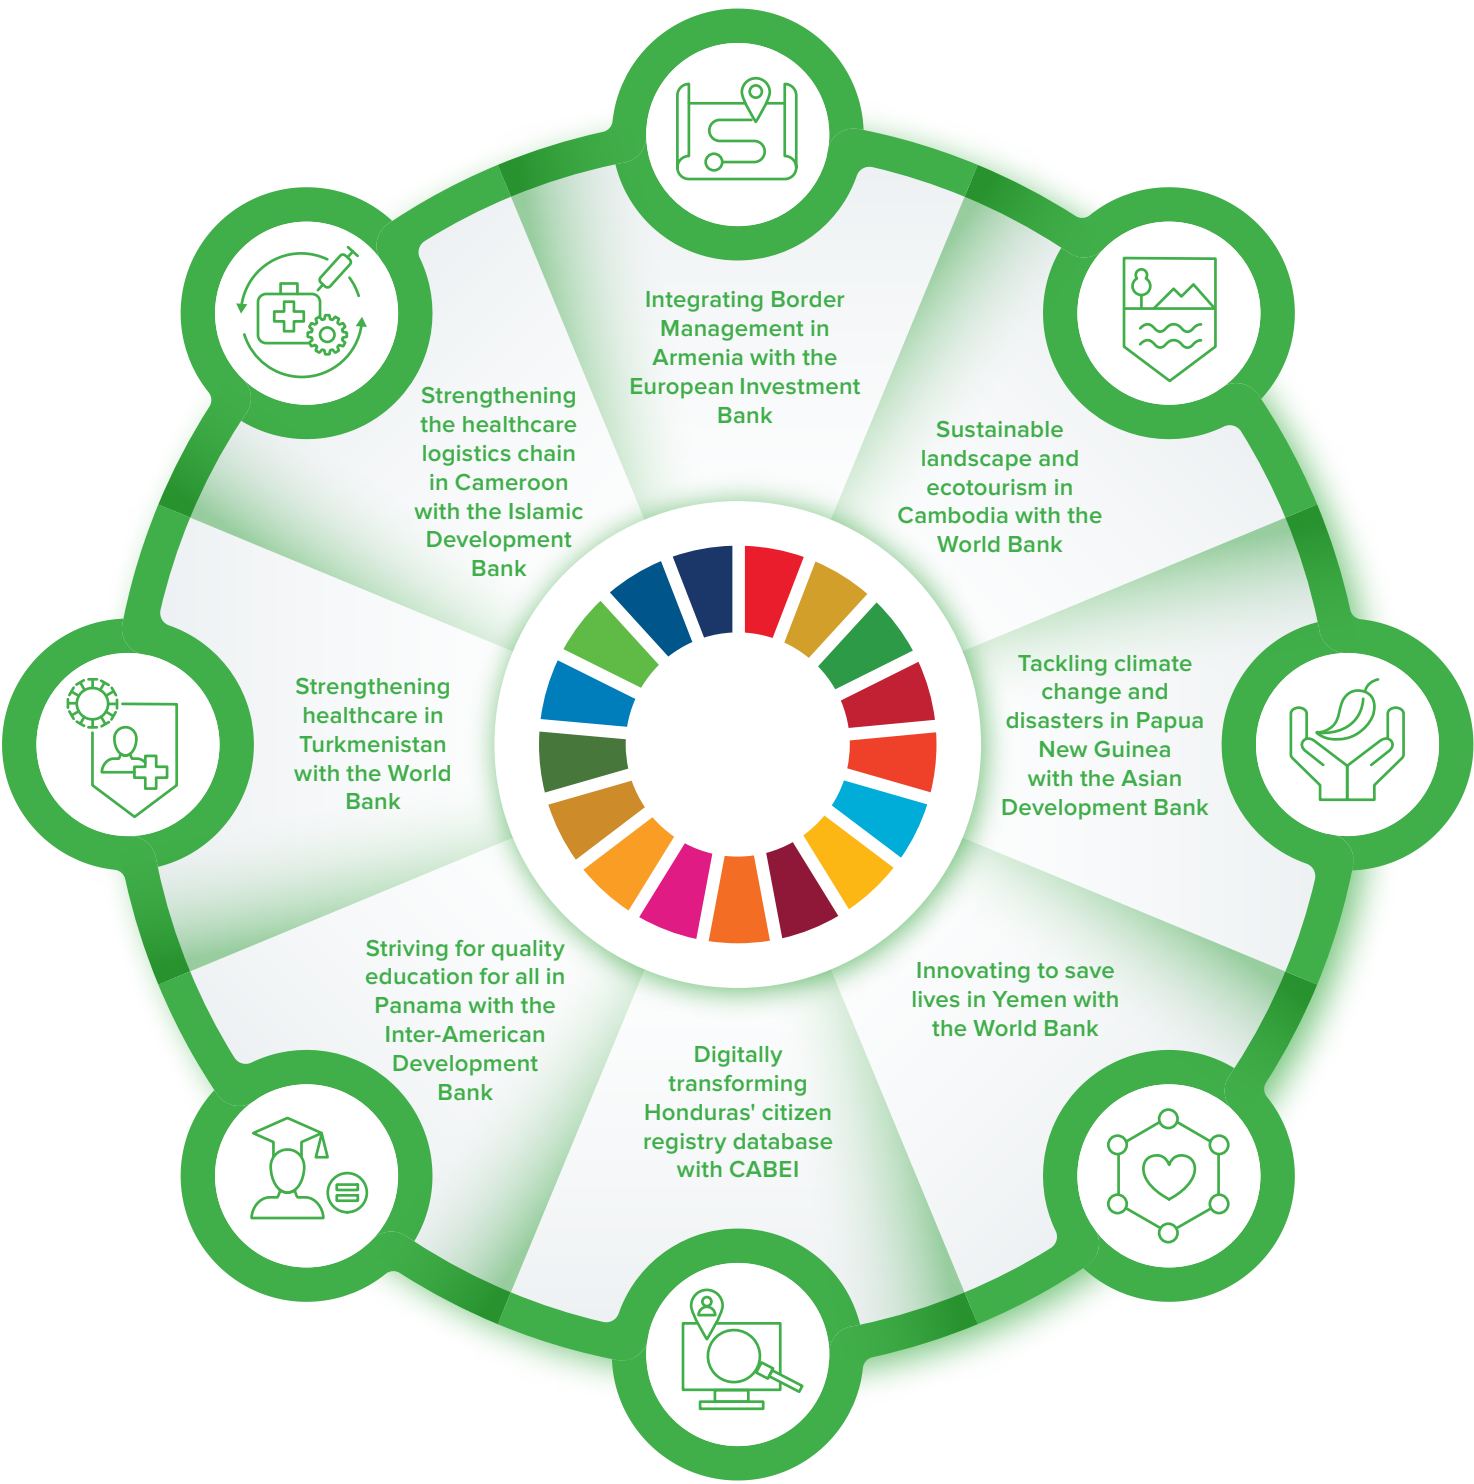 Integrating Border
Management in
Armenia with the
European Investment
Bank
Sustainable
landscape and
ecotourism in
Cambodia with the
World Bank
Tackling climate
change and
disasters in Papua
New Guinea
with the Asian
Development Bank
Innovating to save
lives in Yemen with
the World Bank
Digitally
transforming
Honduras' citizen
registry database
with CABEI
Striving for quality
education for all in
Panama with the
Inter-American
Development
Bank
Strengthening
healthcare in
Turkmenistan
with the World
Bank
Strengthening
the healthcare
logistics chain
in Cameroon
with the Islamic
Development
Bank